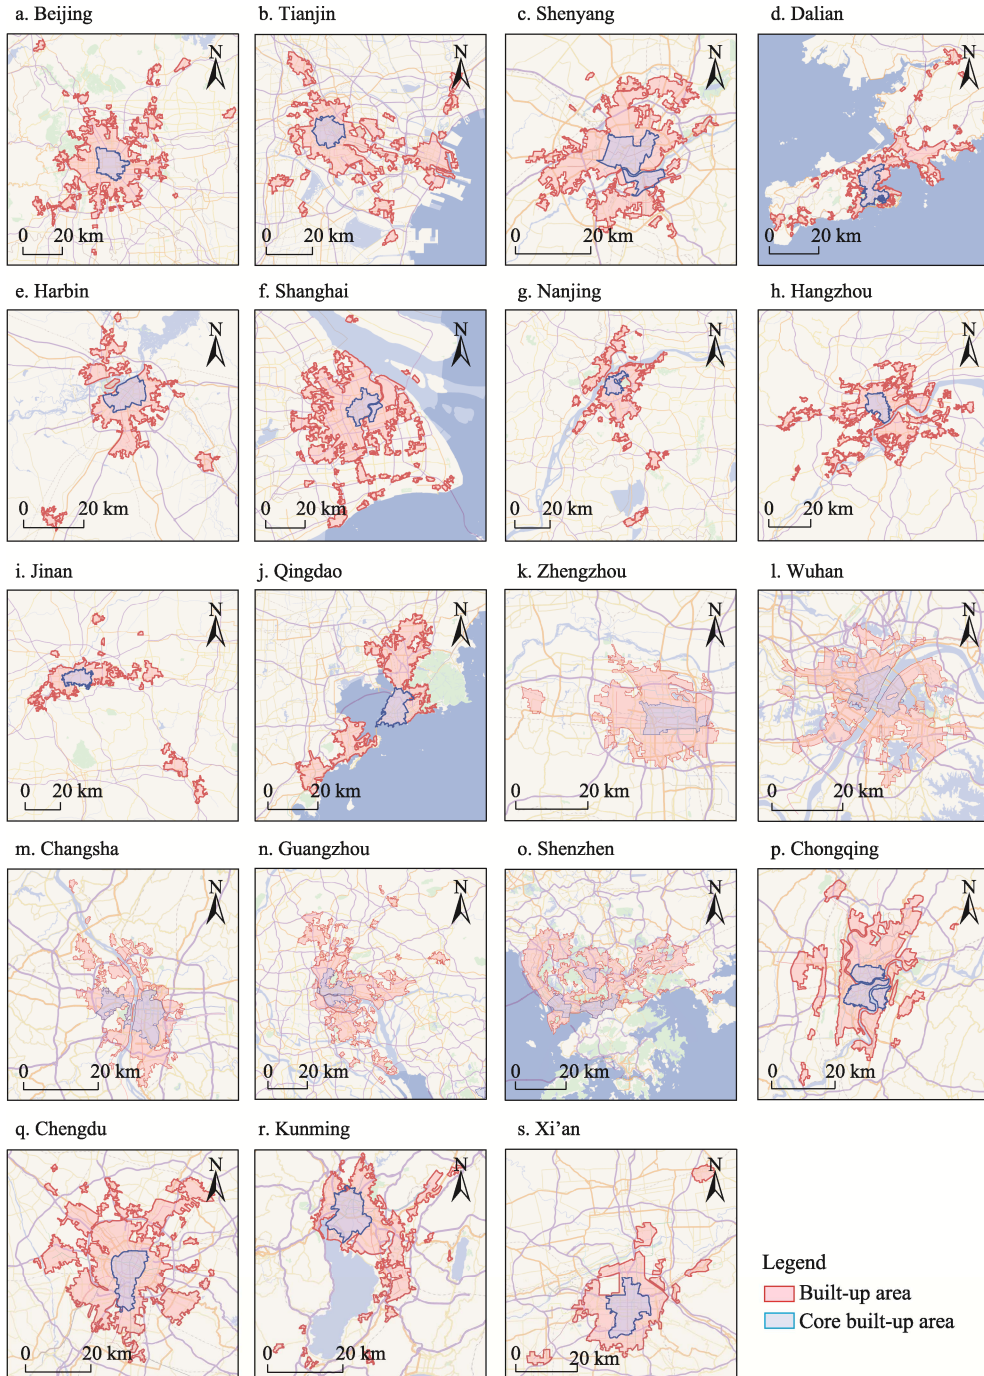 a. Beijing
b. Tianjin
c. Shenyang
d. Dalian
N
N
N
N
0 20 km
0 20 km
0 20 km
0 20 km
e. Harbin
f. Shanghai
g. Nanjing
h. Hangzhou
N
N
N
N
0 20 km
0 20 km
0 20 km
0 20 km
i. Jinan
j. Qingdao
k. Zhengzhou
l. Wuhan
N
N
N
N
0 20 km
0 20 km
0 20 km
0 20 km
m. Changsha
n. Guangzhou
o. Shenzhen
p. Chongqing
N
N
N
N
0 20 km
0 20 km
0 20 km
0 20 km
q. Chengdu
r. Kunming
s. Xi’an
N
N
N
0 20 km
0 20 km
0 20 km
Legend
Built-up area
Core built-up area